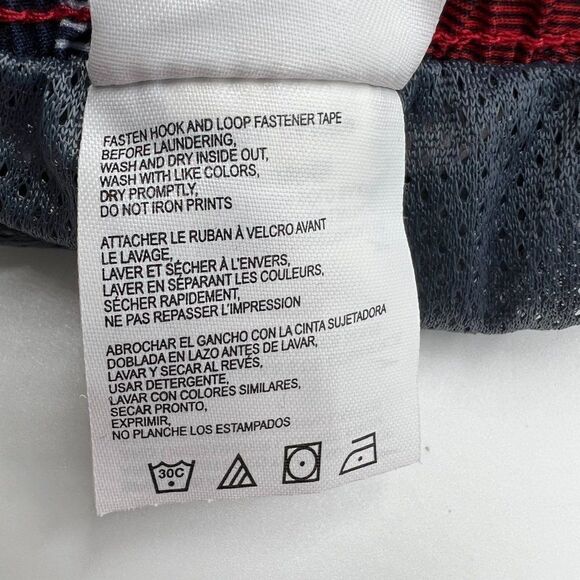 FASTEN HOOK AND LOOP FASTENER TAPE
BEFORE LAUNDERING,
WASH AND DRY INSIDE OUT,
WASH WITH LIKE COLORS,
DRY PROMPTLY,
DO NOT IRON PRINTS
ATTACHER LE RUBAN À VELCRO AVANT
LE LAVAGE,
LAVER ET SÉCHER À L'ENVERS,
LAVER EN SÉPARANT LES COULEURS,
SÉCHER RAPIDEMENT,
NE PAS REPASSER L'IMPRESSION
ABROCHAR EL GANCHO CON LA CINTA SUJETADORA
DOBLADA EN LAZO ANTES DE LAVAR,
LAVAR Y SECAR AL REVÉS,
USAR DETERGENTE,
LAVAR CON COLORES SIMILARES,
SECAR PRONTO,
EXPRIMIR,
NO PLANCHE LOS ESTAMPADOS
30C